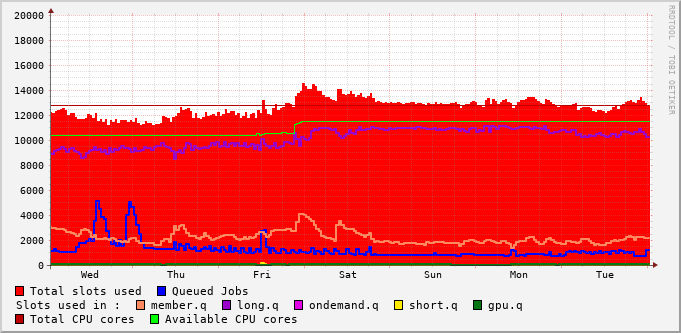 20000
18000
16000
14000
12000
10000
8000
6000
4000
2000
0
Wed Thu Fri Sat Sun Mon Tue
RRDTOOL / TOBI OETIKER
Total slots used Queued Jobs
Slots used in : member.q long.q ondemand.q short.q gpu.q
Total CPU cores Available CPU cores